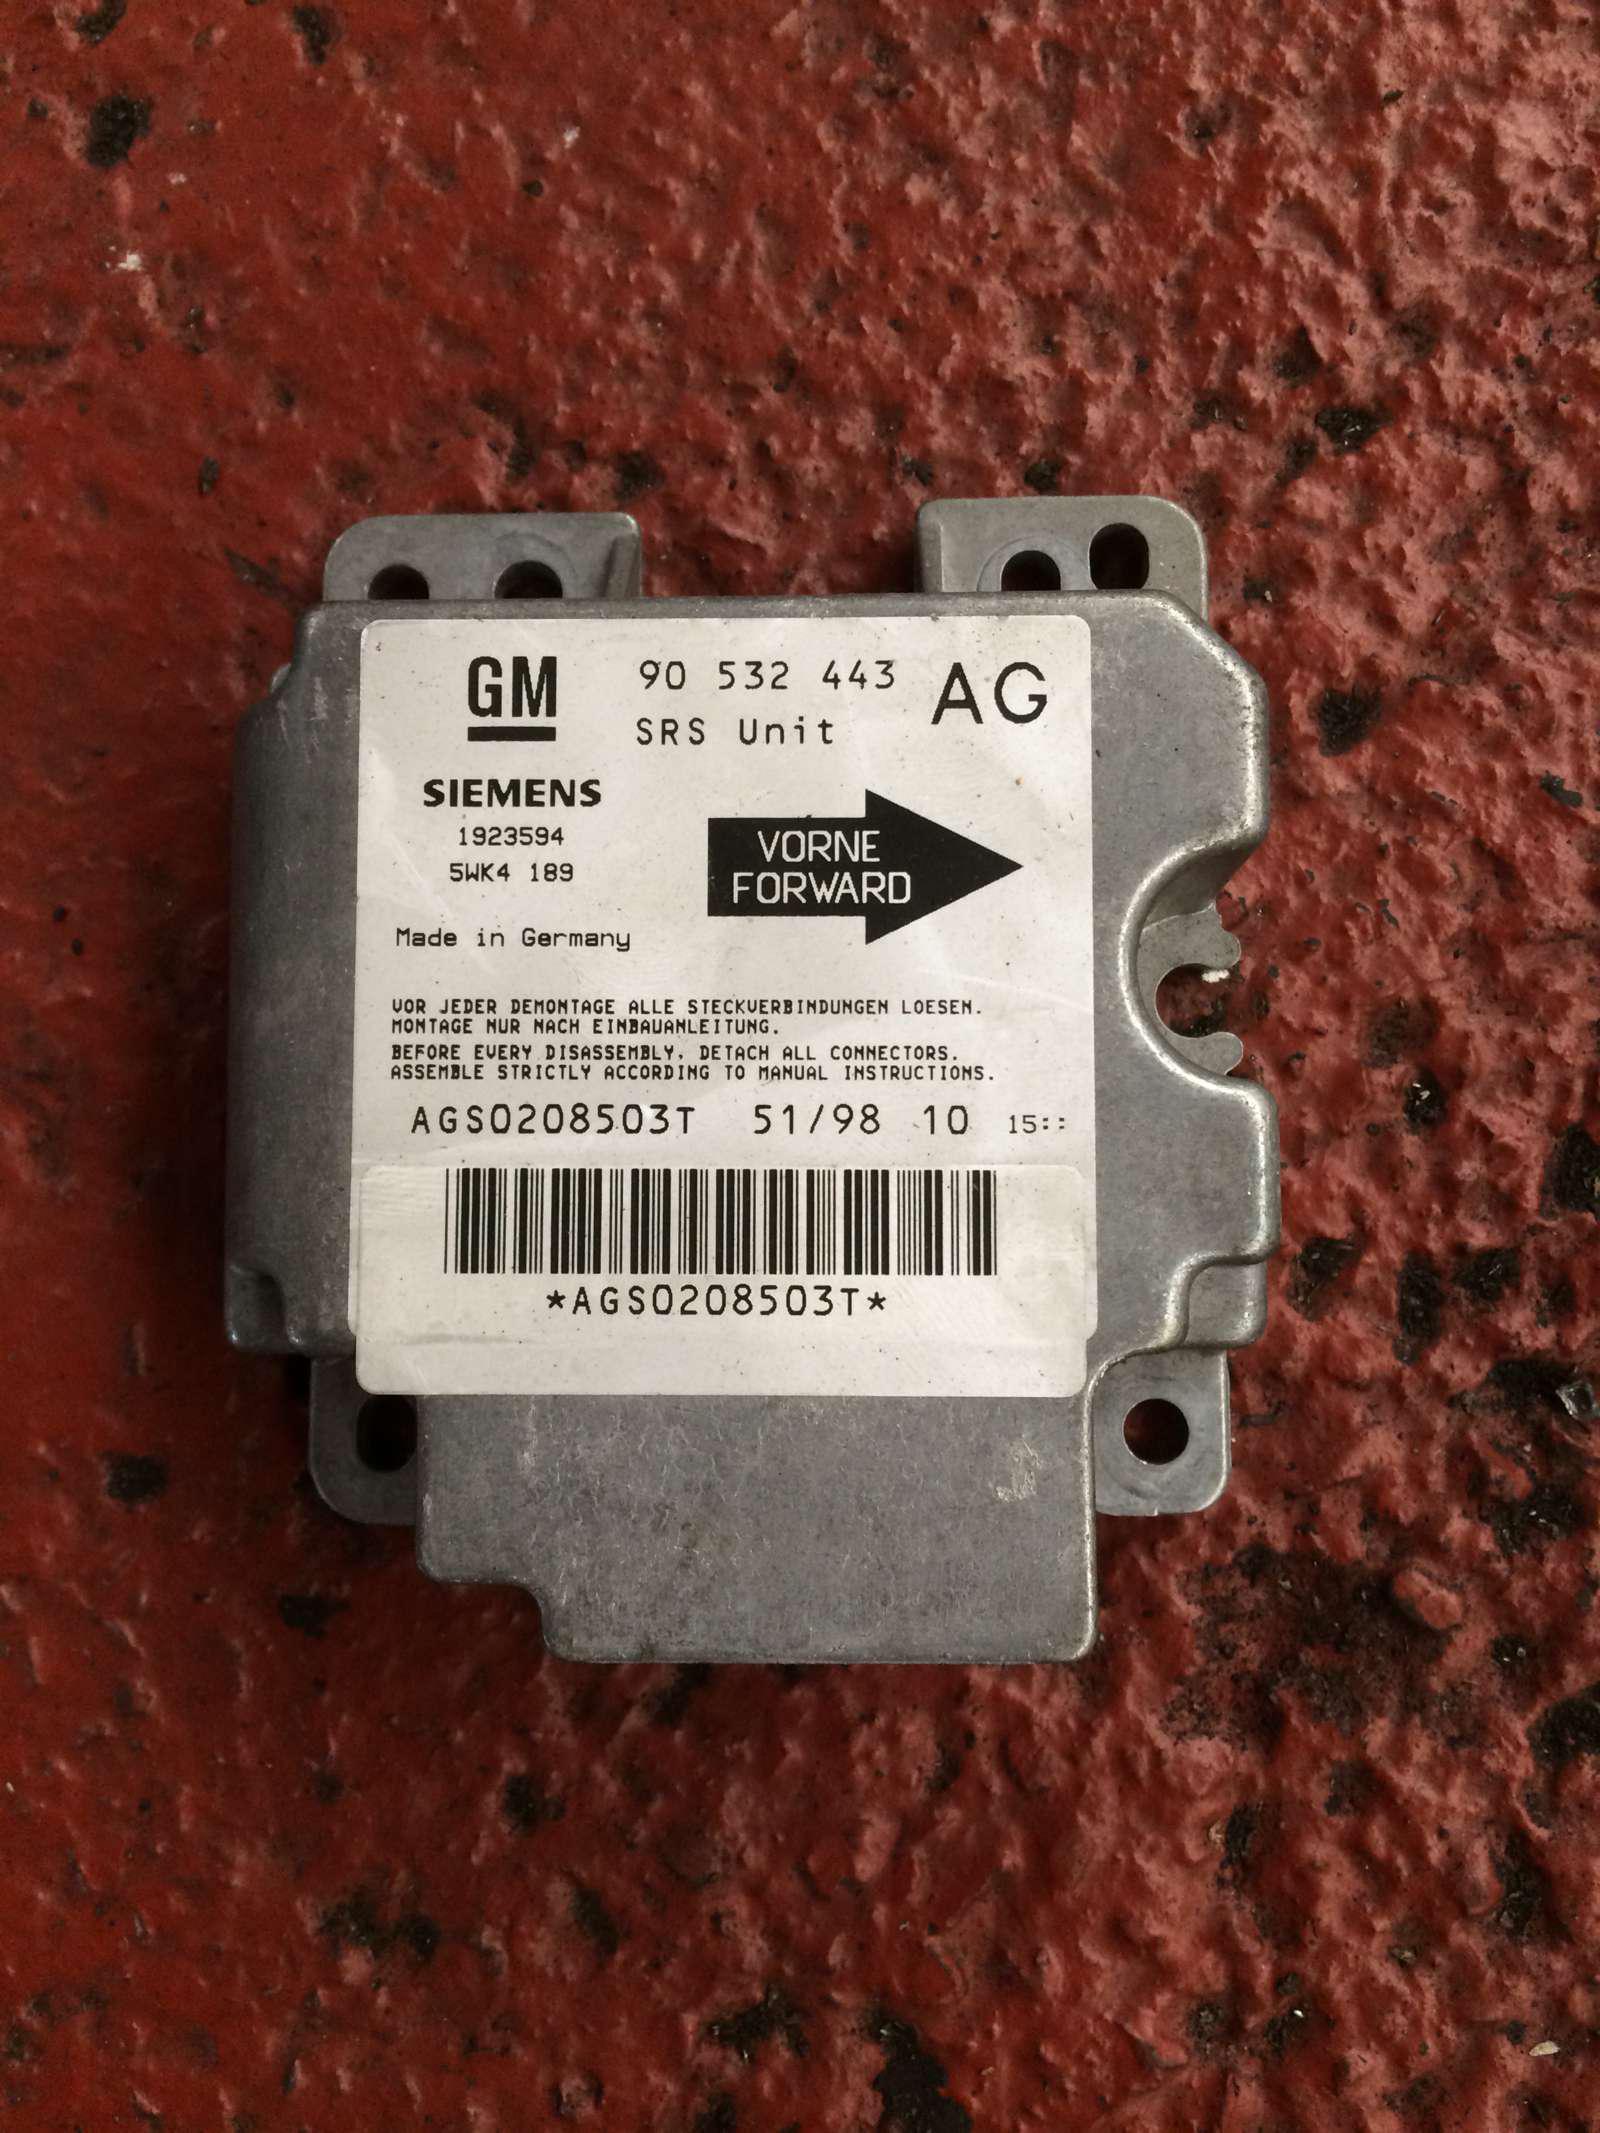 GM 90 532 443 AG
SRS Unit
SIEMENS
1923594
5WK4 189
VORNE
FORWARD
Made in Germany
VOR JEDER DEMONTAGE ALLE STECKVERBINDUNGEN LOESEN.
MONTAGE NUR NACH EINBAUANLEITUNG.
BEFORE EVERY DISASSEMBLY, DETACH ALL CONNECTORS.
ASSEMBLE STRICTLY ACCORDING TO MANUAL INSTRUCTIONS.
AGS0208503T 51/98 10 15::
*AGS0208503T*